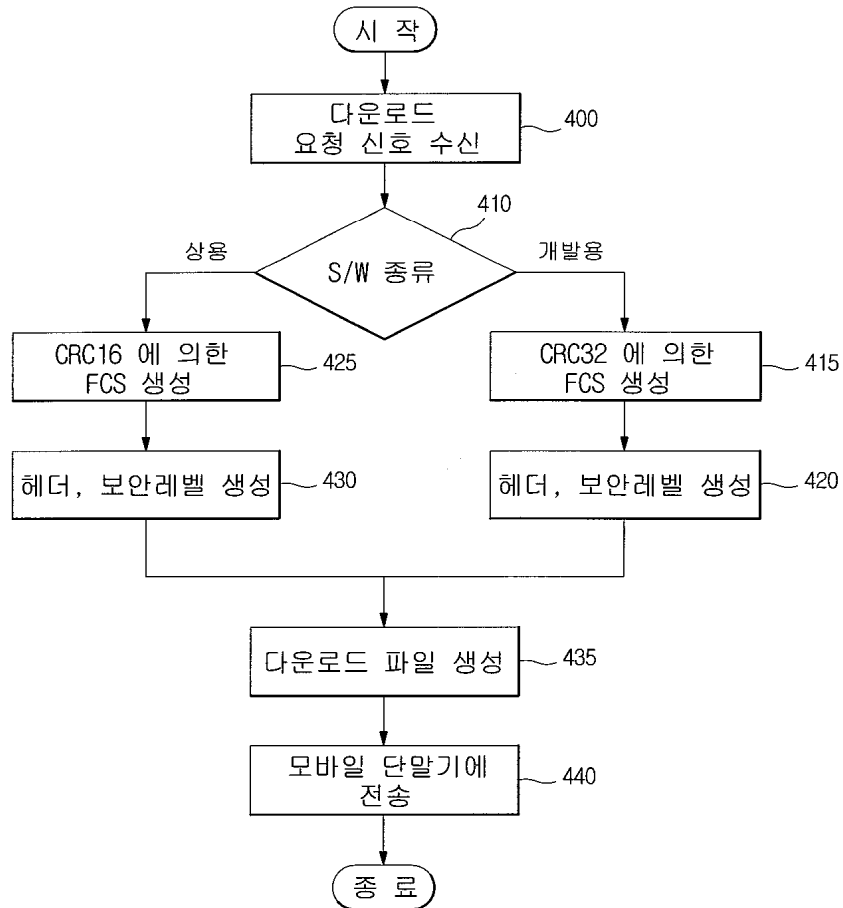 시 작
다운로드
요청 신호 수신
400
410
상용
S/W 종류
개발용
CRC16 에 의한
FCS 생성
425
CRC32 에 의한
FCS 생성
415
헤더, 보안레벨 생성
430
헤더, 보안레벨 생성
420
다운로드 파일 생성
435
모바일 단말기에
전송
440
종 료